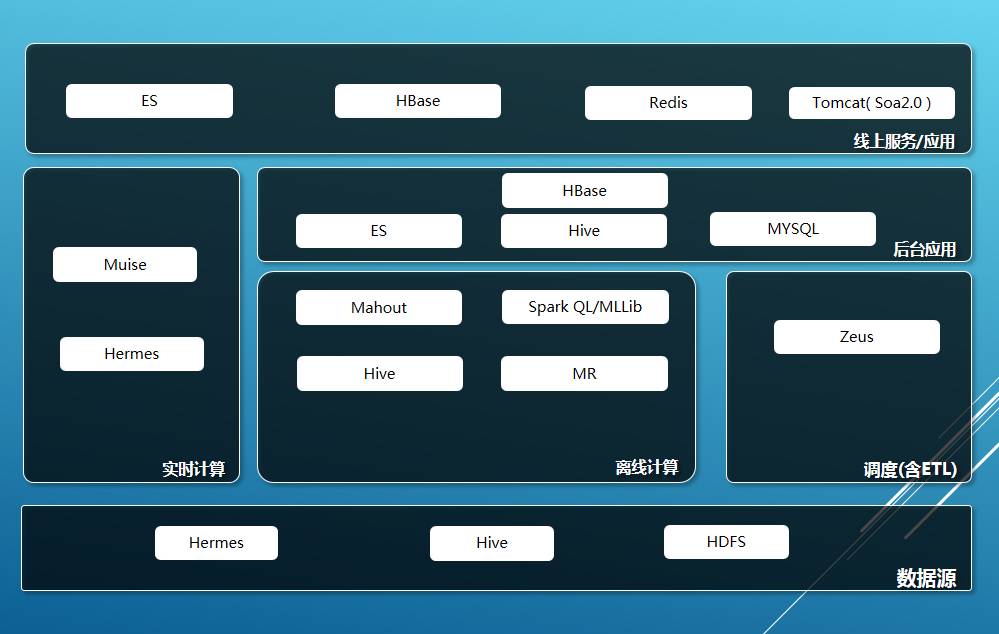 ES
HBase
Redis
Tomcat( Soa2.0 )
线上服务/应用
Muise
Hermes
实时计算
HBase
ES
Hive
MYSQL
后台应用
Mahout
Spark QL/MLLib
Hive
MR
离线计算
Zeus
调度(含ETL)
Hermes
Hive
HDFS
数据源